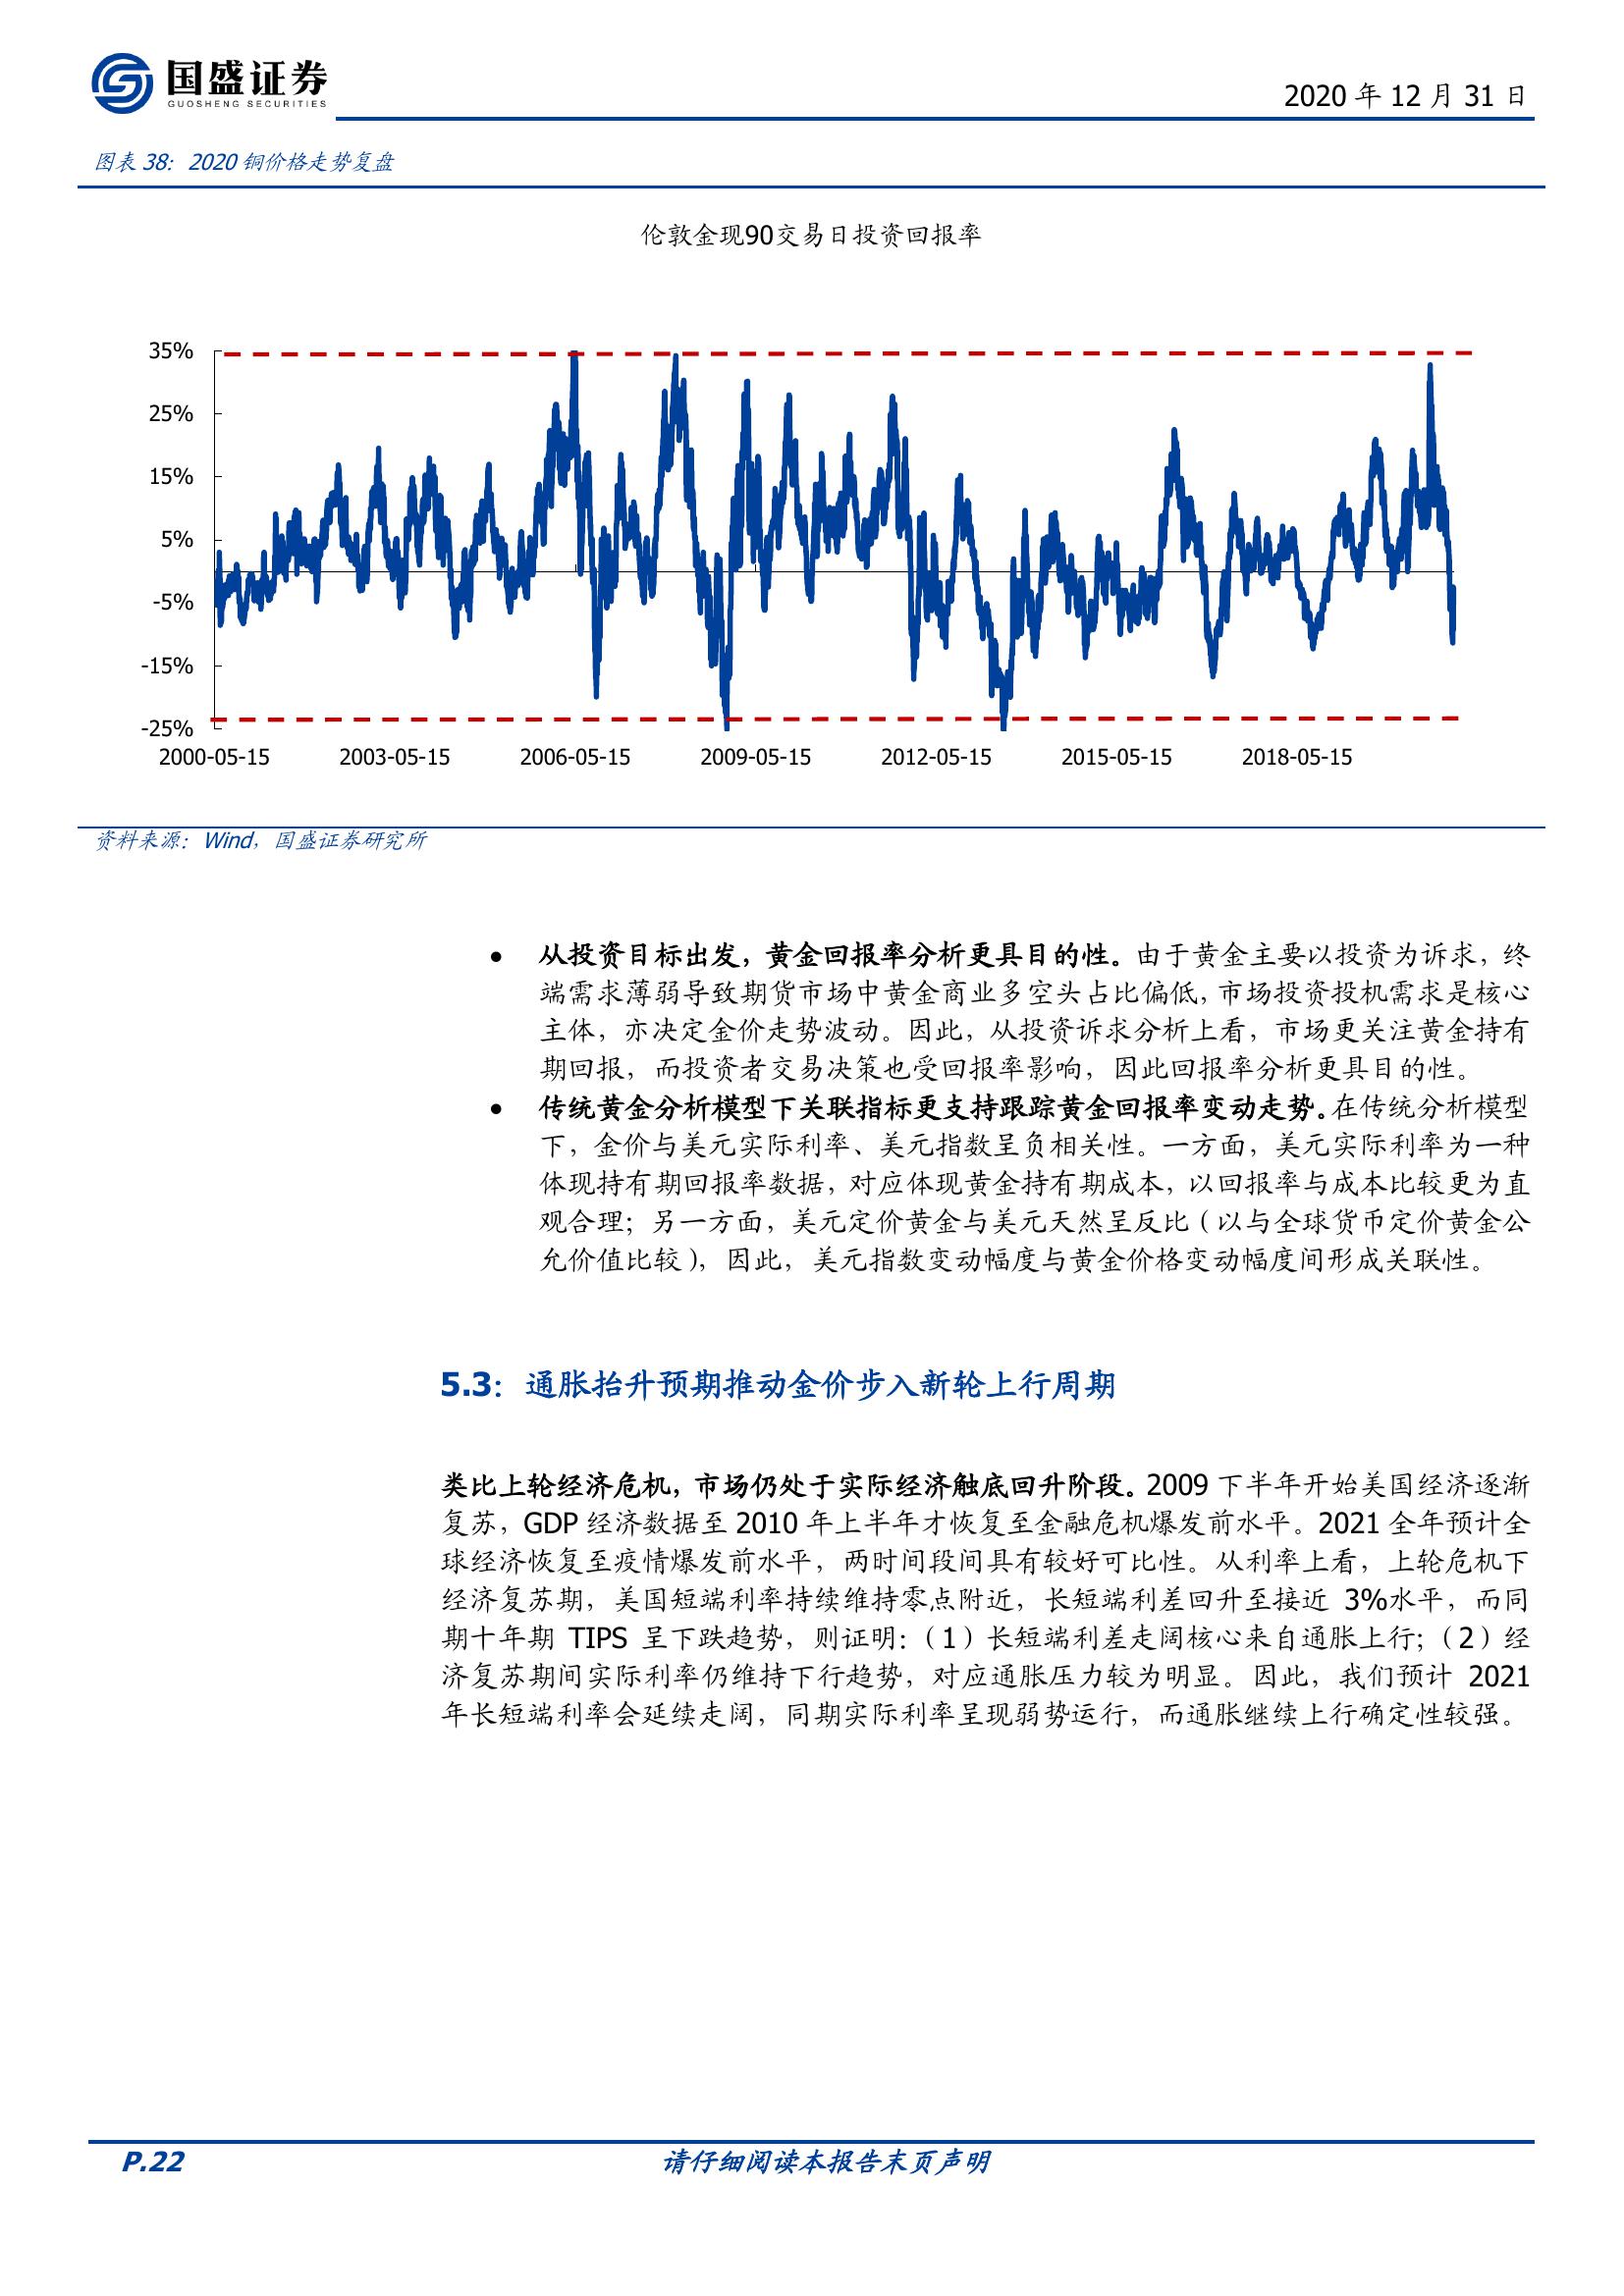 国盛证券
GUOSHENG SECURITIES
2020 年 12 月 31 日
图表 38：2020 铜价格走势复盘
伦敦金现90交易日投资回报率
35%
25%
15%
5%
-5%
-15%
-25%
2000-05-15 2003-05-15 2006-05-15 2009-05-15 2012-05-15 2015-05-15 2018-05-15
资料来源：Wind，国盛证券研究所
● 从投资目标出发，黄金回报率分析更具目的性。由于黄金主要以投资为诉求，终
端需求薄弱导致期货市场中黄金商业多空头占比偏低，市场投资投机需求是核心
主体，亦决定金价走势波动。因此，从投资诉求分析上看，市场更关注黄金持有
期回报，而投资者交易决策也受回报率影响，因此回报率分析更具目的性。
● 传统黄金分析模型下关联指标更支持跟踪黄金回报率变动走势。在传统分析模型
下，金价与美元实际利率、美元指数呈负相关性。一方面，美元实际利率为一种
体现持有期回报率数据，对应体现黄金持有期成本，以回报率与成本比较更为直
观合理；另一方面，美元定价黄金与美元天然呈反比（以与全球货币定价黄金公
允价值比较），因此，美元指数变动幅度与黄金价格变动幅度间形成关联性。
5.3：通胀抬升预期推动金价步入新轮上行周期
类比上轮经济危机，市场仍处于实际经济触底回升阶段。2009 下半年开始美国经济逐渐
复苏，GDP 经济数据至 2010 年上半年才恢复至金融危机爆发前水平。2021 全年预计全
球经济恢复至疫情爆发前水平，两时间段间具有较好可比性。从利率上看，上轮危机下
经济复苏期，美国短端利率持续维持零点附近，长短端利差回升至接近 3%水平，而同
期十年期 TIPS 呈下跌趋势，则证明：（1）长短端利差走阔核心来自通胀上行；（2）经
济复苏期间实际利率仍维持下行趋势，对应通胀压力较为明显。因此，我们预计 2021
年长短端利率会延续走阔，同期实际利率呈现弱势运行，而通胀继续上行确定性较强。
P.22 请仔细阅读本报告末页声明